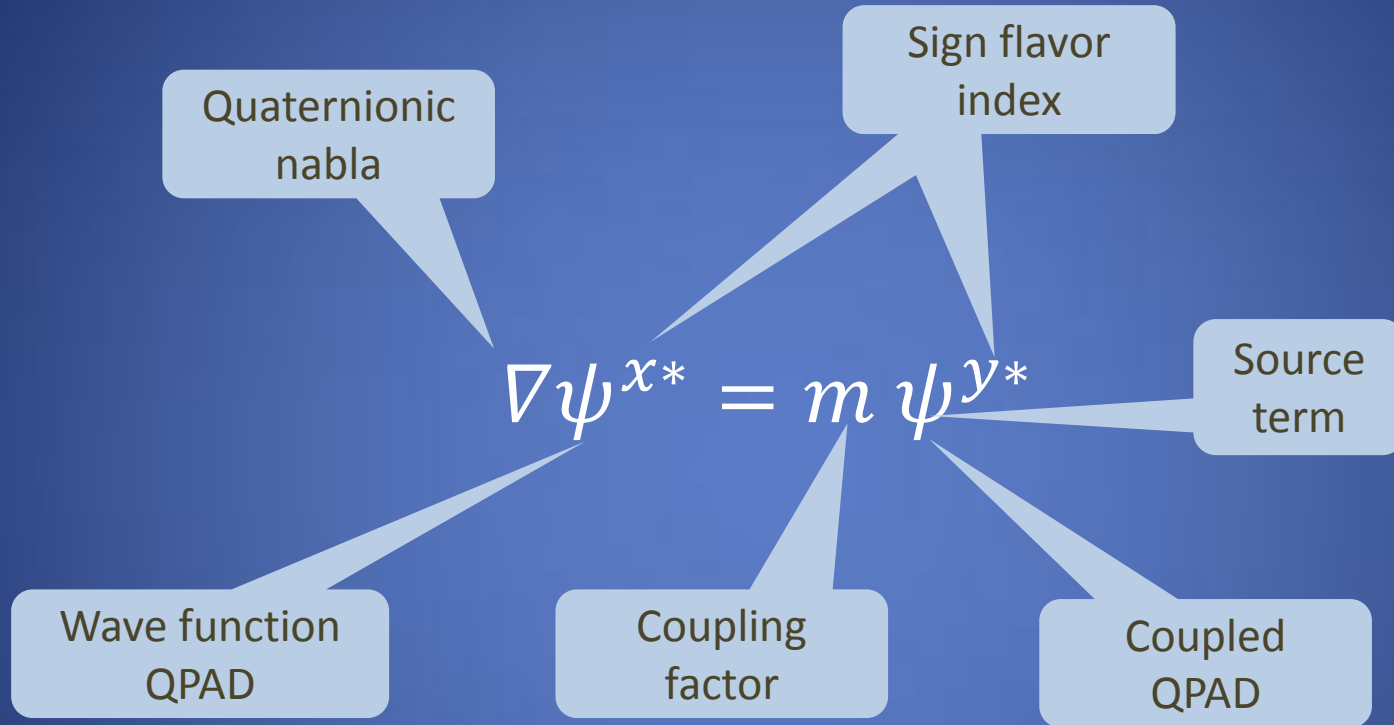 Sign flavor
index
Quaternionic
nabla
∇ψ^{x*} = m ψ^{y*}
Source
term
Wave function
QPAD
Coupling
factor
Coupled
QPAD